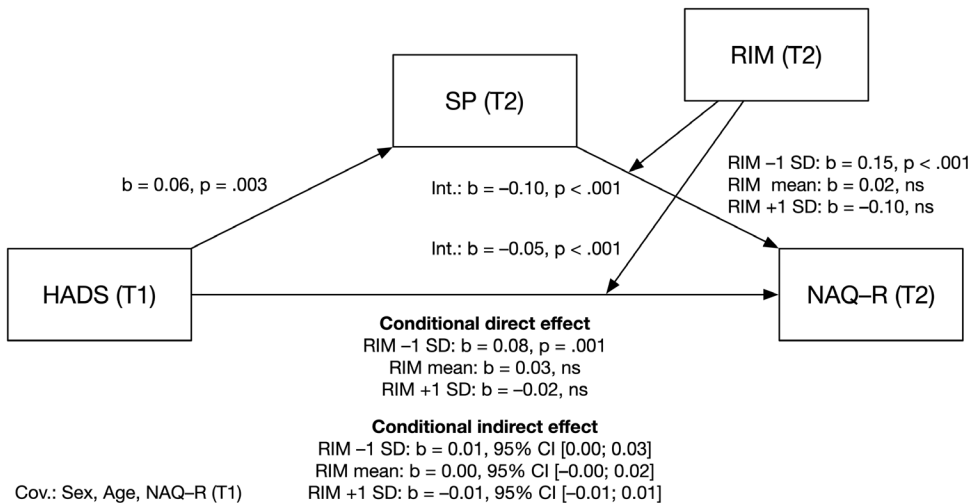 RIM (T2)
SP (T2)
b = 0.06, p = .003
Int.: b = –0.10, p < .001
RIM –1 SD: b = 0.15, p < .001
RIM mean: b = 0.02, ns
RIM +1 SD: b = –0.10, ns
Int.: b = –0.05, p < .001
HADS (T1)
NAQ–R (T2)
Conditional direct effect
RIM –1 SD: b = 0.08, p = .001
RIM mean: b = 0.03, ns
RIM +1 SD: b = –0.02, ns
Conditional indirect effect
RIM –1 SD: b = 0.01, 95% CI [0.00; 0.03]
RIM mean: b = 0.00, 95% CI [–0.00; 0.02]
RIM +1 SD: b = –0.01, 95% CI [–0.01; 0.01]
Cov.: Sex, Age, NAQ–R (T1)